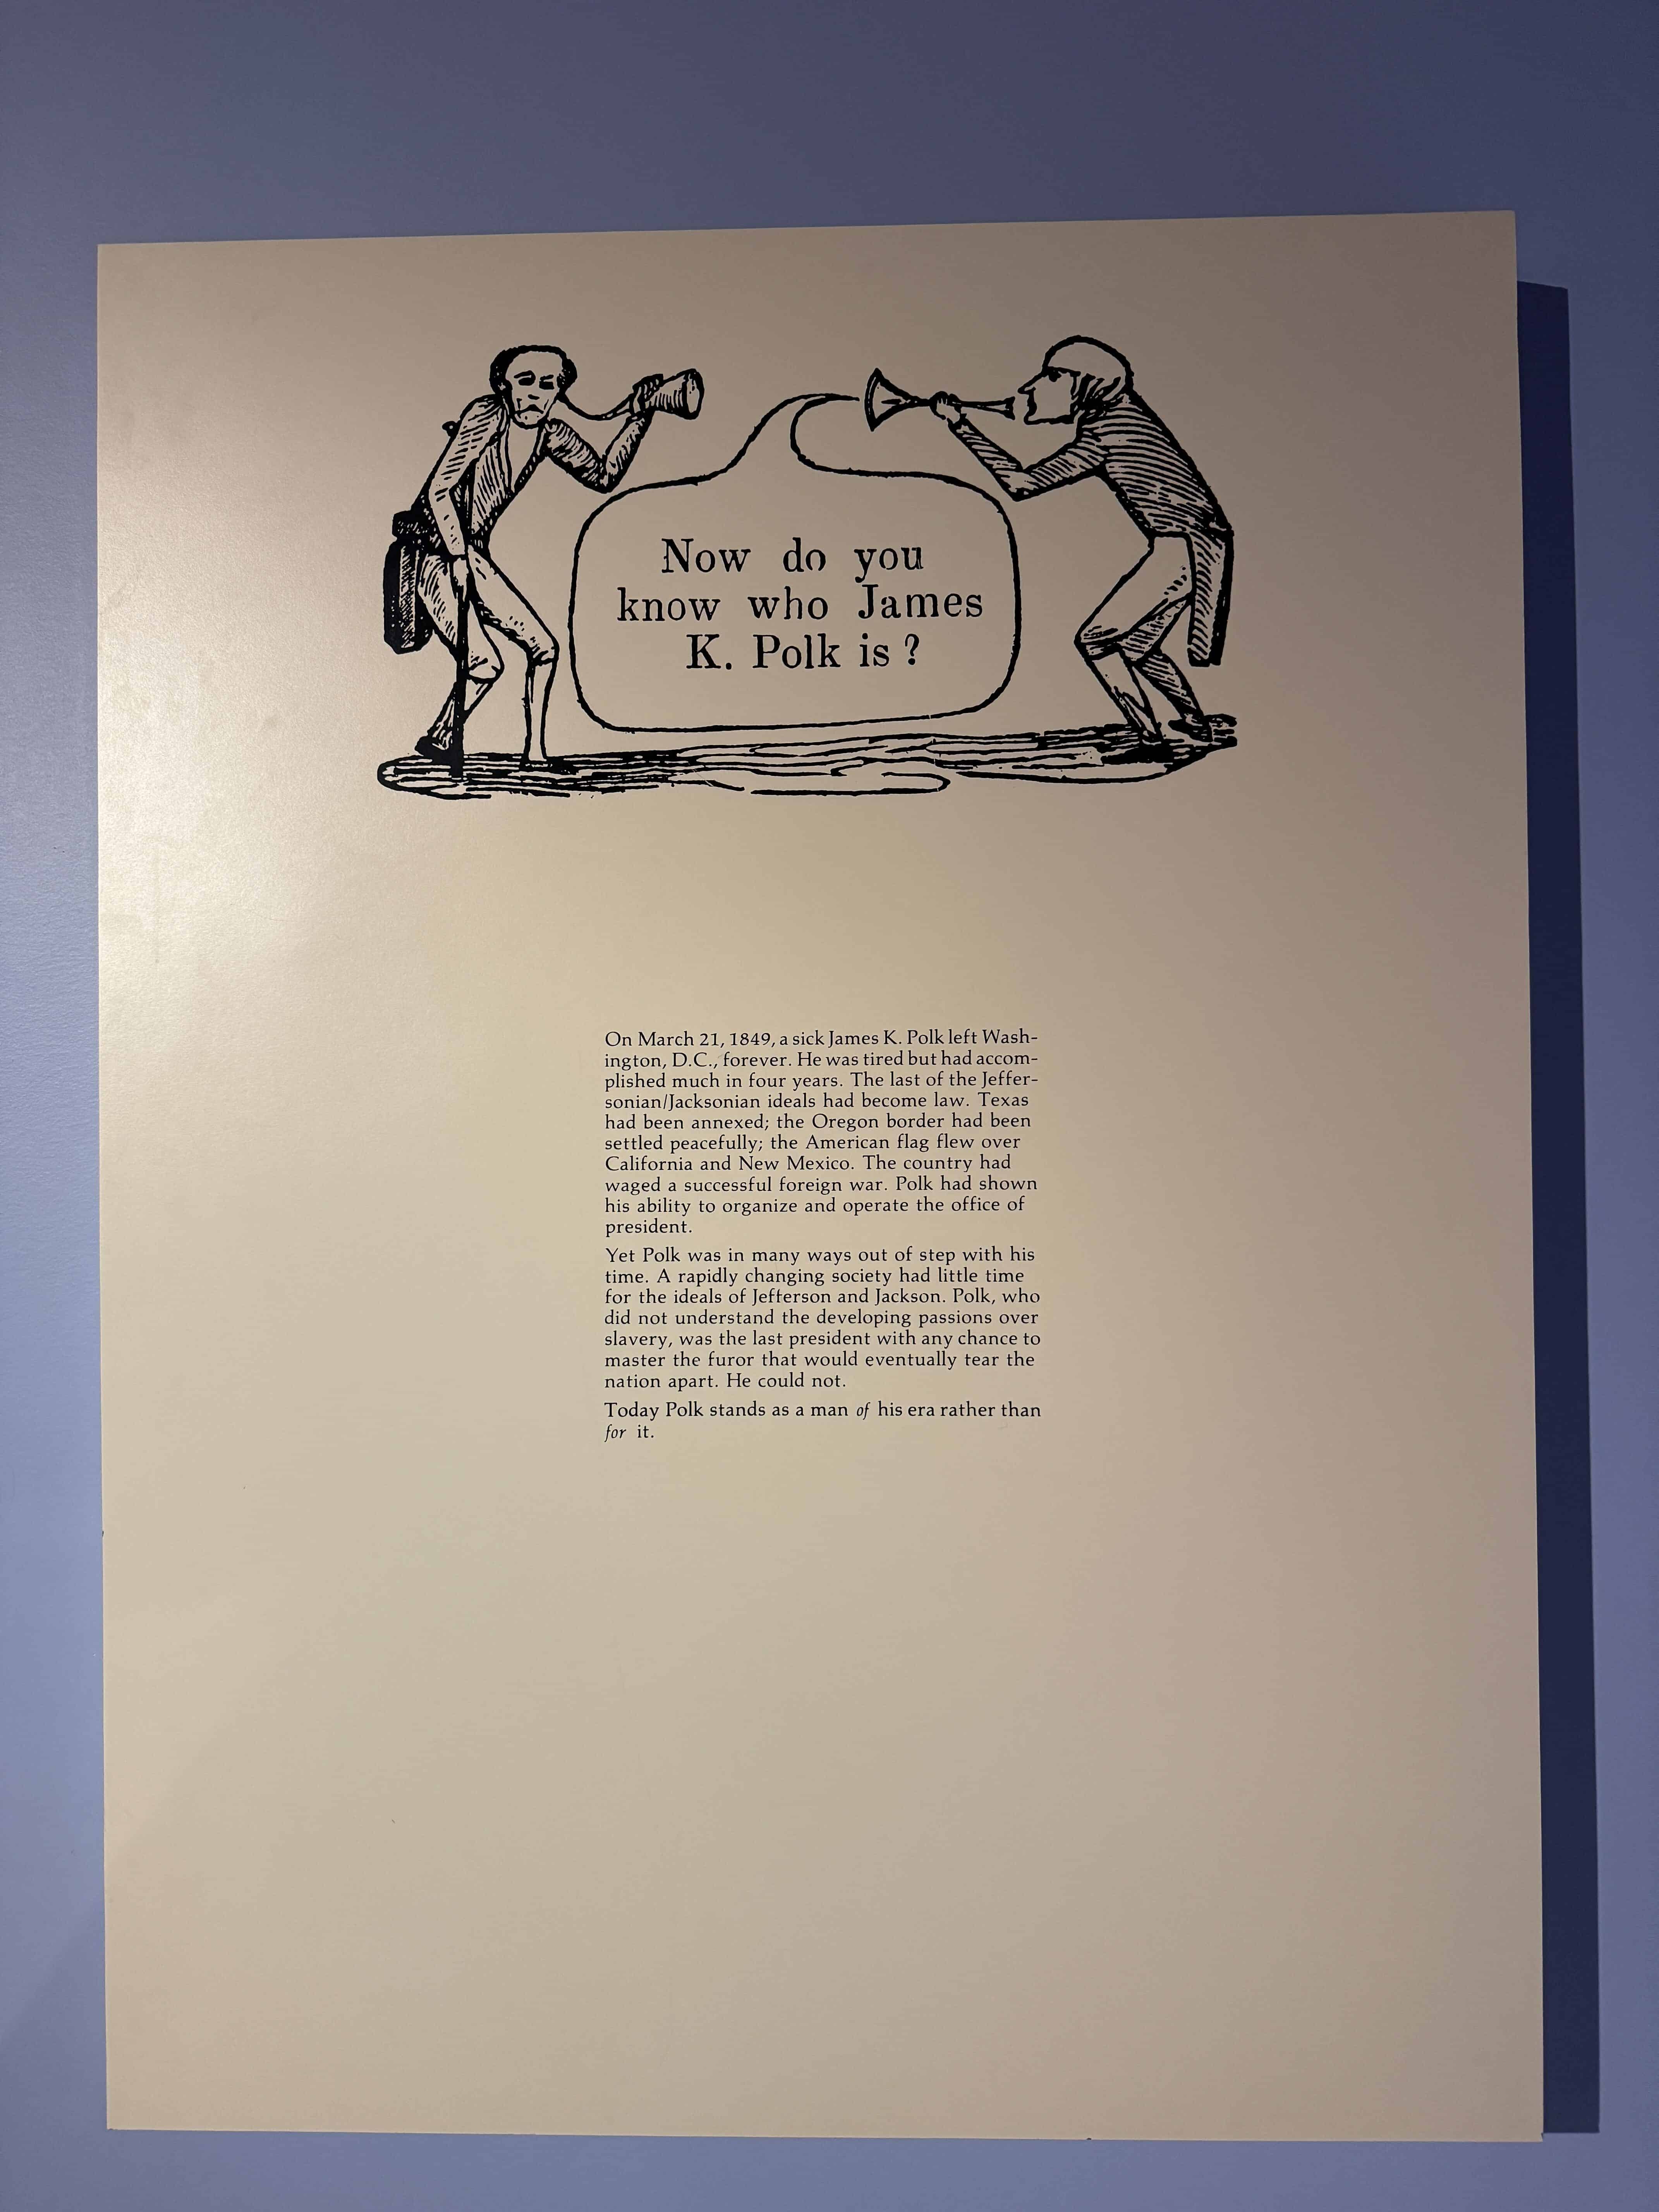 Now do you
know who James
K. Polk is ?
On March 21, 1849, a sick James K. Polk left Wash-
ington, D.C., forever. He was tired but had accom-
plished much in four years. The last of the Jeffer-
sonian/Jacksonian ideals had become law. Texas
had been annexed; the Oregon border had been
settled peacefully; the American flag flew over
California and New Mexico. The country had
waged a successful foreign war. Polk had shown
his ability to organize and operate the office of
president.
Yet Polk was in many ways out of step with his
time. A rapidly changing society had little time
for the ideals of Jefferson and Jackson. Polk, who
did not understand the developing passions over
slavery, was the last president with any chance to
master the furor that would eventually tear the
nation apart. He could not.
Today Polk stands as a man of his era rather than
for it.